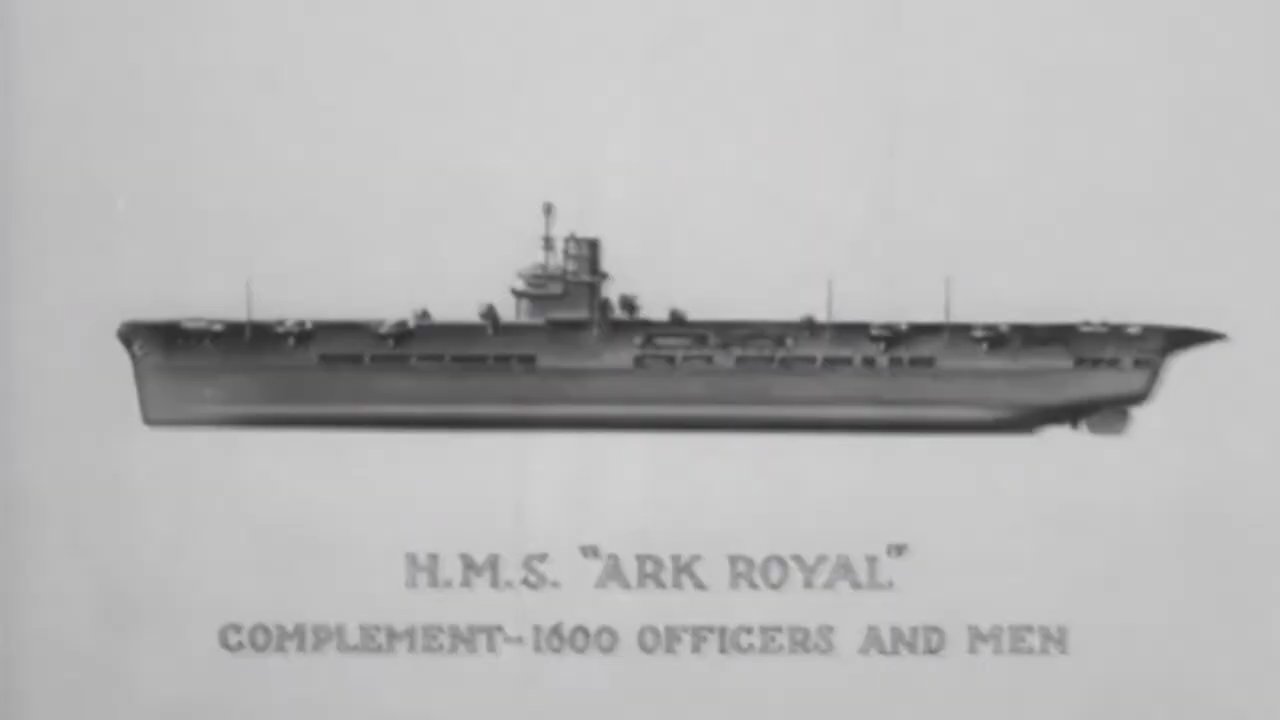 H.M.S. "ARK ROYAL"
COMPLEMENT-1600 OFFICERS AND MEN